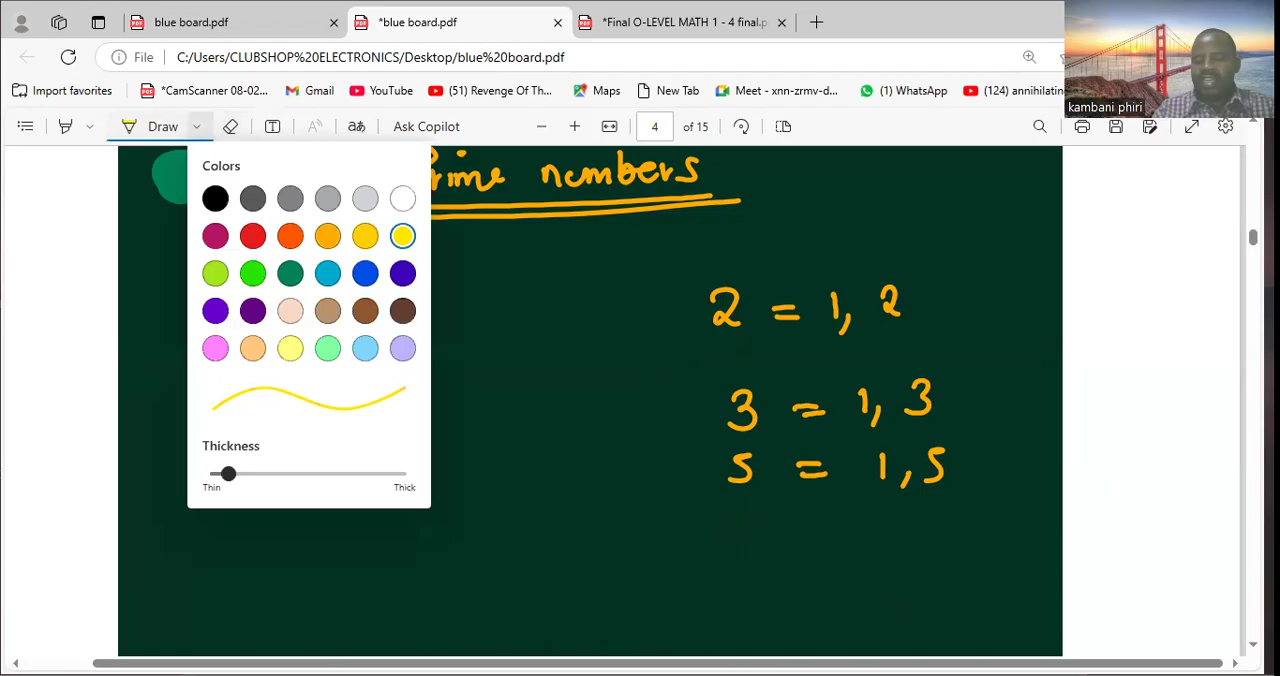 blue board.pdf
*blue board.pdf
*Final O-LEVEL MATH 1 - 4 final.p
File C:/Users/CLUBSHOP%20ELECTRONICS/Desktop/blue%20board.pdf
kambani phiri
Import favorites
*CamScanner 08-02...
Gmail
YouTube
(51) Revenge Of Th...
Maps
New Tab
Meet - xnn-zrmv-d...
(1) WhatsApp
(124) annihilatin
Draw
aあ
Ask Copilot
4 of 15
Colors
rime numbers
2 = 1, 2
3 = 1, 3
5 = 1, 5
Thickness
Thin Thick